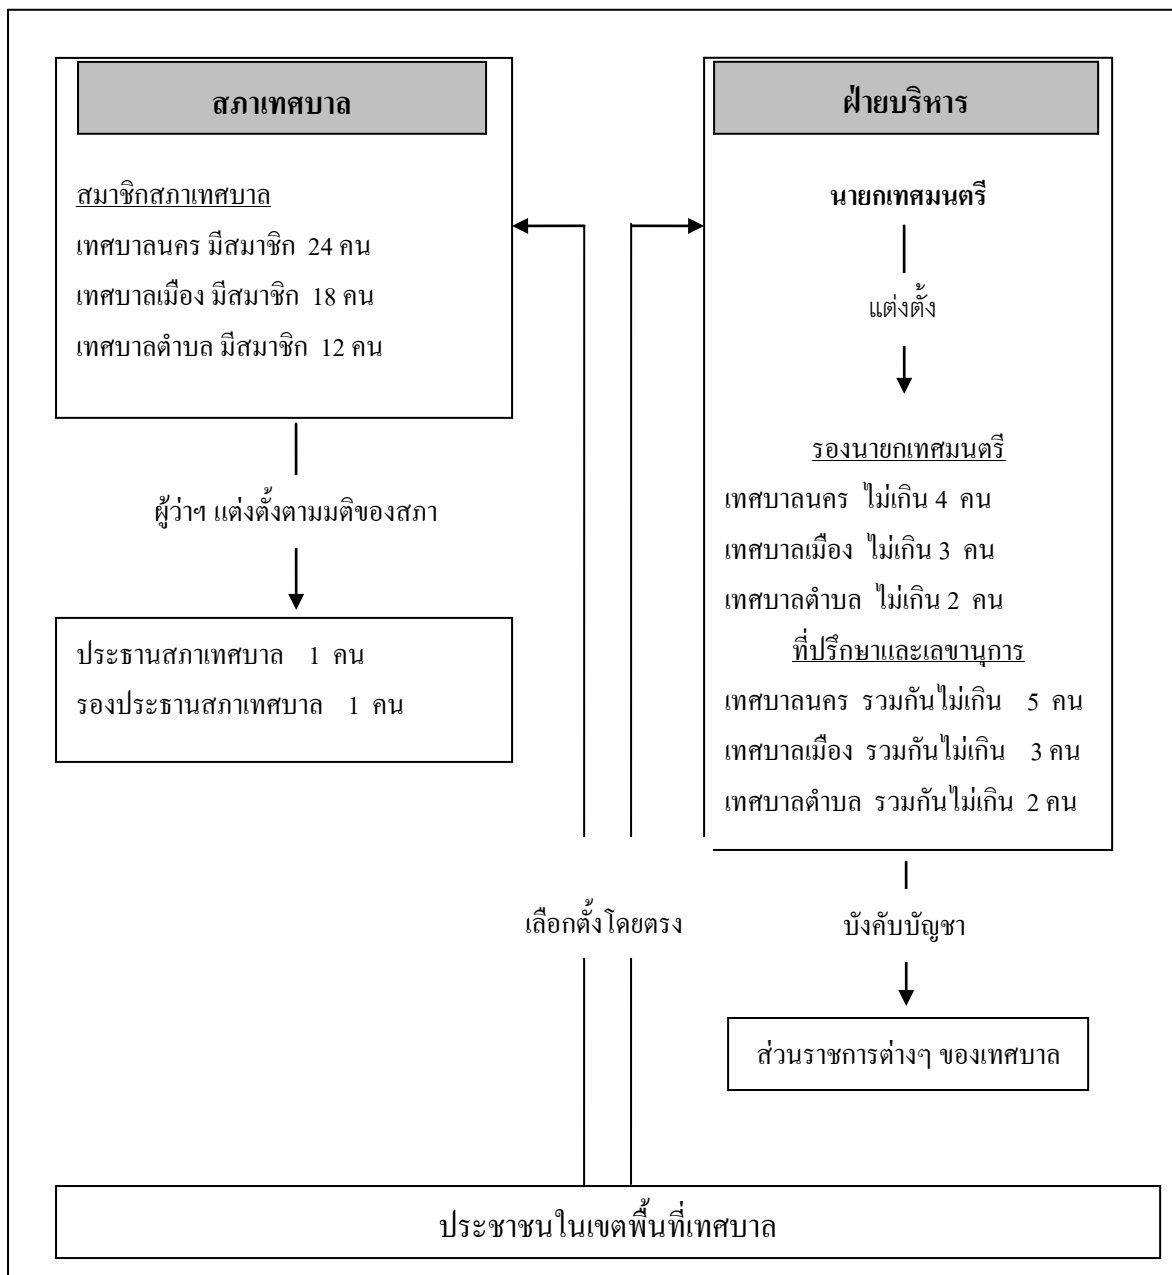 สภาเทศบาล
สมาชิกสภาเทศบาล
เทศบาลนคร มีสมาชิก 24 คน
เทศบาลเมือง มีสมาชิก 18 คน
เทศบาลตำบล มีสมาชิก 12 คน
ผู้ว่าฯ แต่งตั้งตามมติของสภา
ประธานสภาเทศบาล 1 คน
รองประธานสภาเทศบาล 1 คน
ฝ่ายบริหาร
นายกเทศมนตรี
แต่งตั้ง
รองนายกเทศมนตรี
เทศบาลนคร ไม่เกิน 4 คน
เทศบาลเมือง ไม่เกิน 3 คน
เทศบาลตำบล ไม่เกิน 2 คน
ที่ปรึกษาและเลขานุการ
เทศบาลนคร รวมกันไม่เกิน 5 คน
เทศบาลเมือง รวมกันไม่เกิน 3 คน
เทศบาลตำบล รวมกันไม่เกิน 2 คน
เลือกตั้งโดยตรง
บังคับบัญชา
ส่วนราชการต่างๆ ของเทศบาล
ประชาชนในเขตพื้นที่เทศบาล